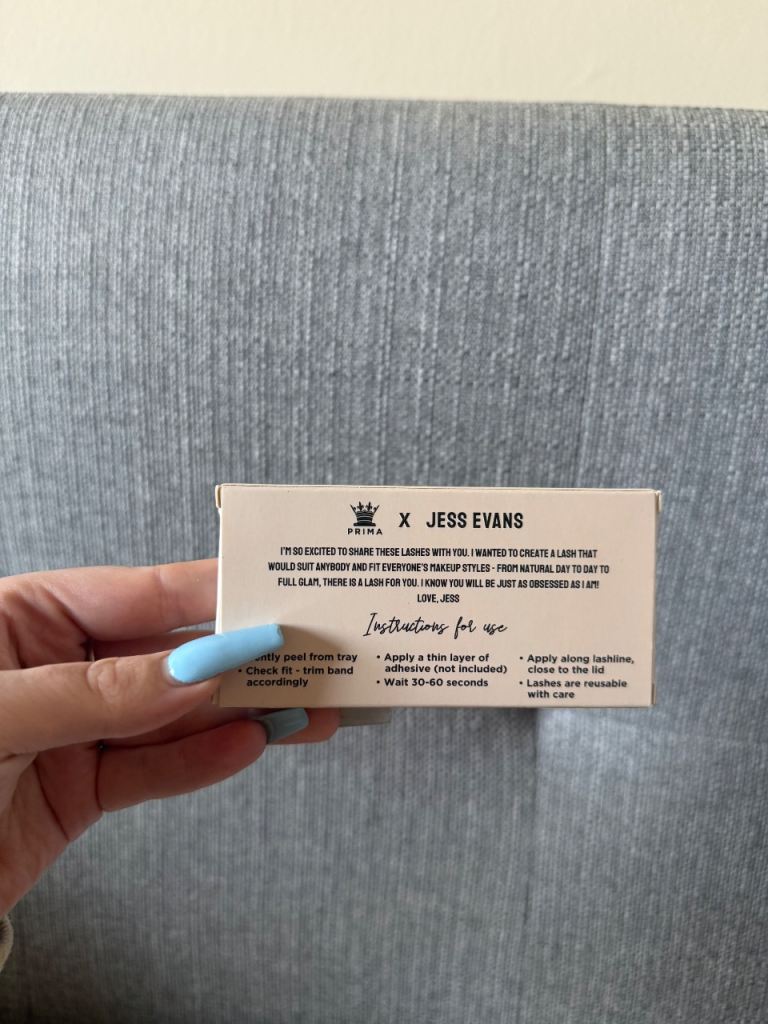 PRIMA X JESS EVANS
I'M SO EXCITED TO SHARE THESE LASHES WITH YOU. I WANTED TO CREATE A LASH THAT
WOULD SUIT ANYBODY AND FIT EVERYONE'S MAKEUP STYLES - FROM NATURAL DAY TO DAY TO
FULL GLAM, THERE IS A LASH FOR YOU. I KNOW YOU WILL BE JUST AS OBSESSED AS I AM!
LOVE, JESS
Instructions for use
peel from tray
• Check fit - trim band
accordingly
• Apply a thin layer of
adhesive (not included)
• Wait 30-60 seconds
• Apply along lashline,
close to the lid
• Lashes are reusable
with care